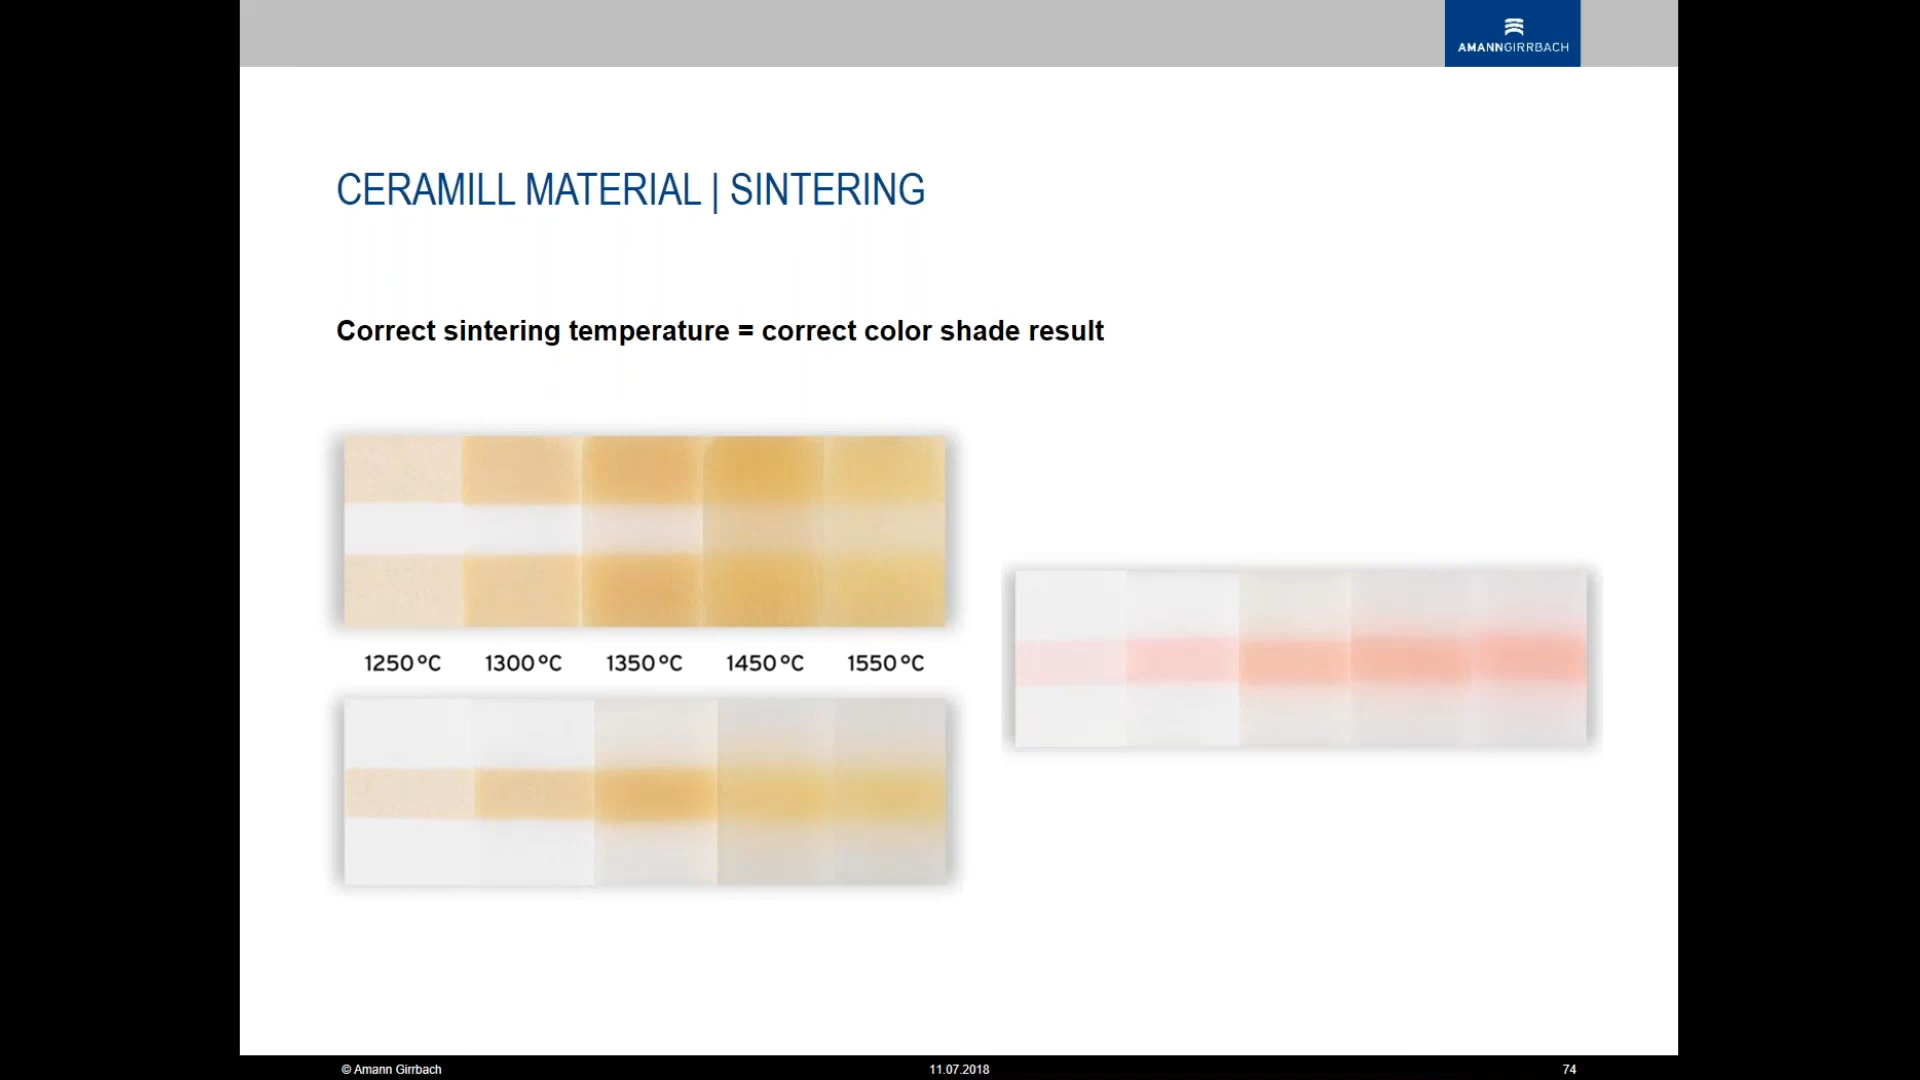 AMANNGIRRBACH
CERAMILL MATERIAL | SINTERING
Correct sintering temperature = correct color shade result
1250 °C 1300 °C 1350 °C 1450 °C 1550 °C
© Amann Girrbach 11.07.2018 74